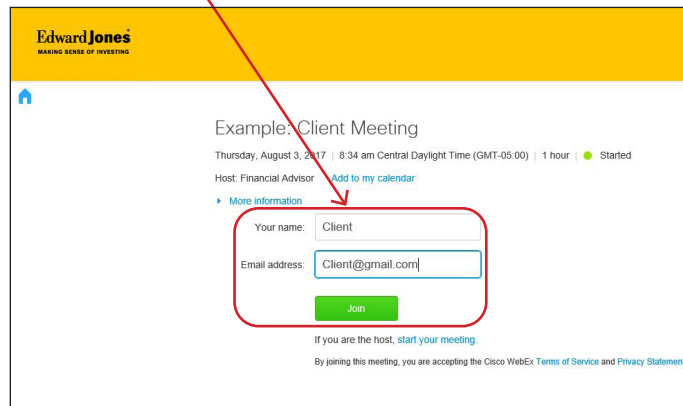 Edward Jones
MAKING SENSE OF INVESTING
Example: Client Meeting
Thursday, August 3, 2017 | 8:34 am Central Daylight Time (GMT-05:00) | 1 hour | Started
Host: Financial Advisor Add to my calendar
More information
Your name: Client
Email address: Client@gmail.com
Join
If you are the host, start your meeting.
By joining this meeting, you are accepting the Cisco WebEx Terms of Service and Privacy Statement